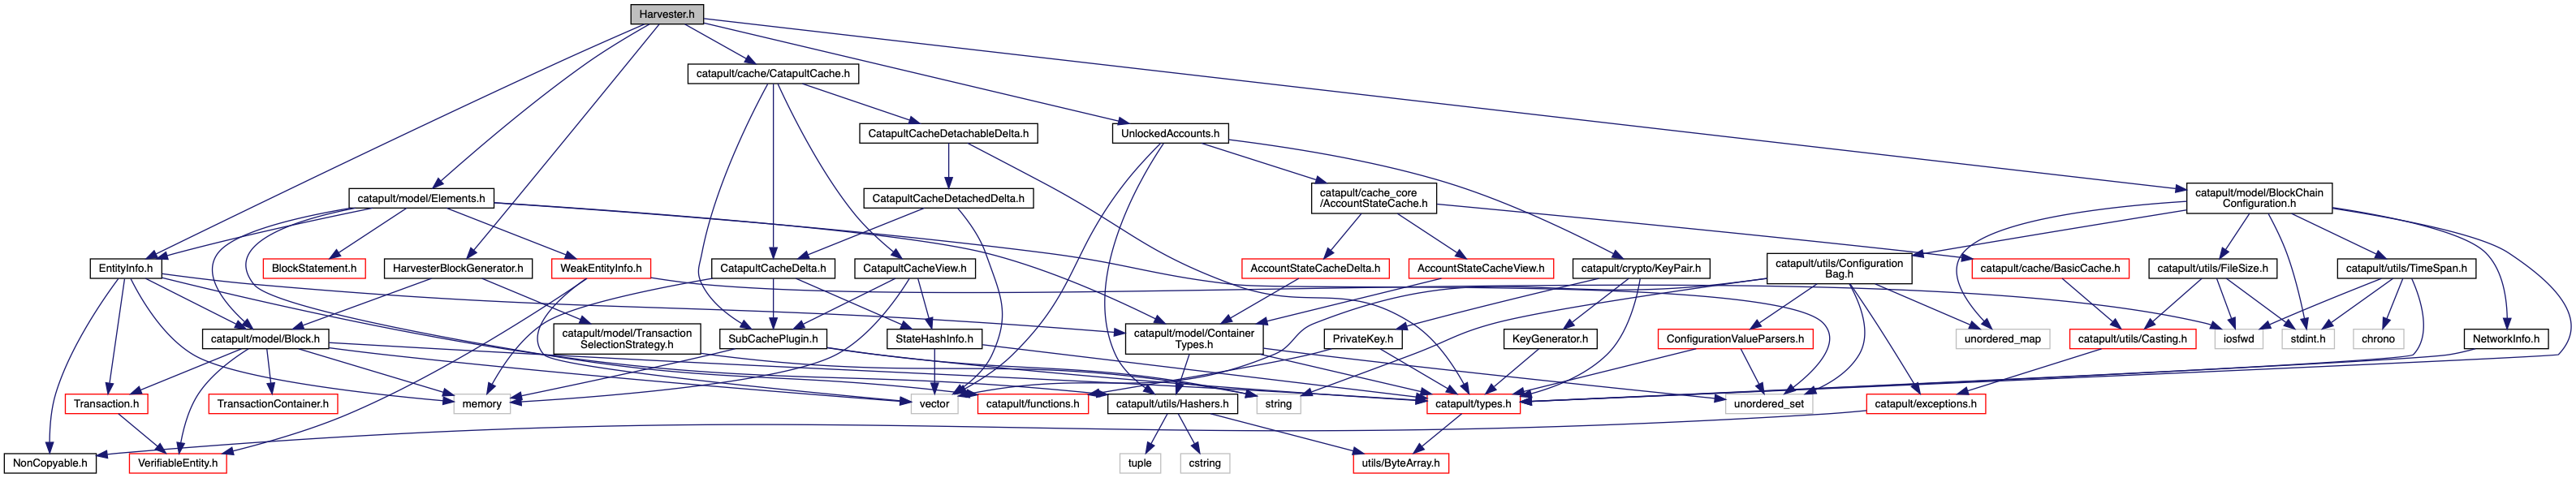 Harvester.h
catapult/cache/CatapultCache.h
CatapultCacheDetachableDelta.h
UnlockedAccounts.h
catapult/model/Elements.h
CatapultCacheDetachedDelta.h
catapult/cache_core
/AccountStateCache.h
catapult/model/BlockChain
Configuration.h
EntityInfo.h
BlockStatement.h
HarvesterBlockGenerator.h
WeakEntityInfo.h
CatapultCacheDelta.h
CatapultCacheView.h
AccountStateCacheDelta.h
AccountStateCacheView.h
catapult/crypto/KeyPair.h
catapult/utils/Configuration
Bag.h
catapult/cache/BasicCache.h
catapult/utils/FileSize.h
catapult/utils/TimeSpan.h
catapult/model/Block.h
catapult/model/Transaction
SelectionStrategy.h
SubCachePlugin.h
StateHashInfo.h
catapult/model/Container
Types.h
PrivateKey.h
KeyGenerator.h
ConfigurationValueParsers.h
unordered_map
catapult/utils/Casting.h
iosfwd
stdint.h
chrono
NetworkInfo.h
Transaction.h
TransactionContainer.h
memory
vector
catapult/functions.h
catapult/utils/Hashers.h
string
catapult/types.h
unordered_set
catapult/exceptions.h
NonCopyable.h
VerifiableEntity.h
tuple
cstring
utils/ByteArray.h